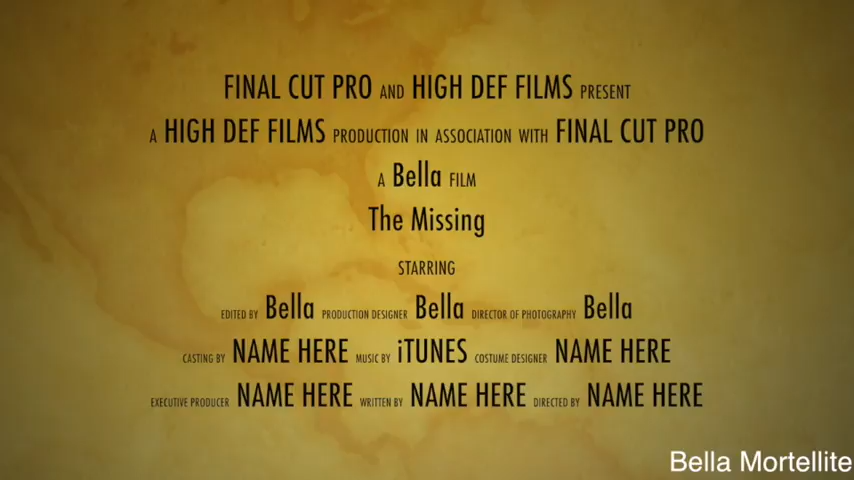 FINAL CUT PRO AND HIGH DEF FILMS PRESENT
A HIGH DEF FILMS PRODUCTION IN ASSOCIATION WITH FINAL CUT PRO
A Bella FILM
The Missing
STARRING
EDITED BY Bella PRODUCTION DESIGNER Bella DIRECTOR OF PHOTOGRAPHY Bella
CASTING BY NAME HERE MUSIC BY iTUNES COSTUME DESIGNER NAME HERE
EXECUTIVE PRODUCER NAME HERE WRITTEN BY NAME HERE DIRECTED BY NAME HERE
Bella Mortellite